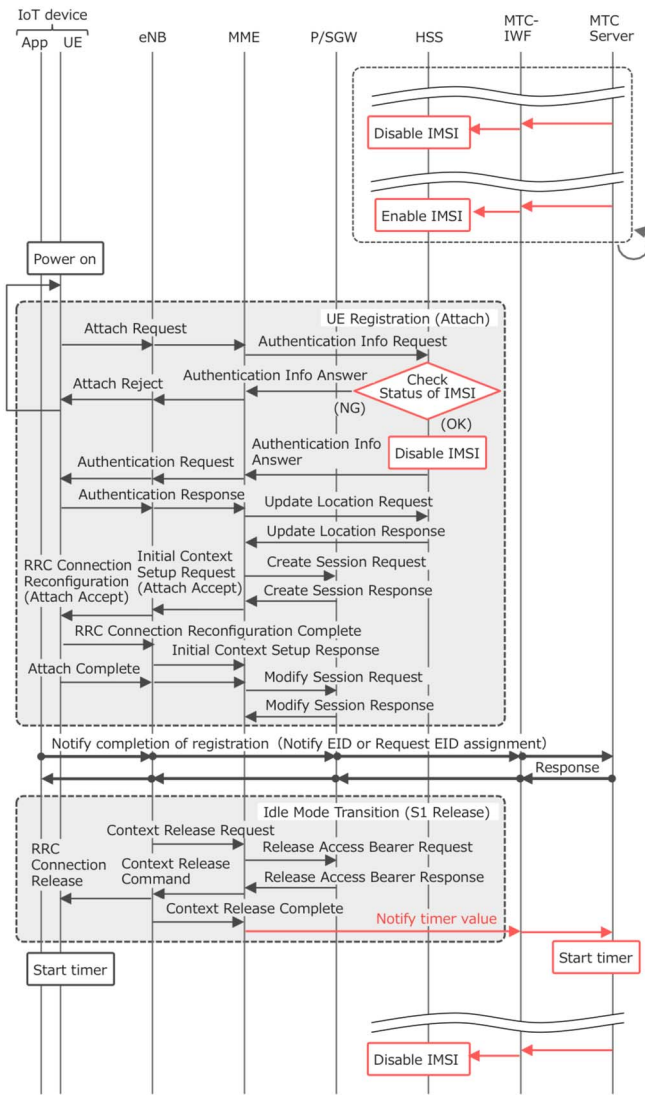 IoT device
App UE eNB MME P/SGW HSS MTC-
IWF MTC
Server
Disable IMSI
Enable IMSI
Power on
UE Registration (Attach)
Attach Request
Authentication Info Request
Authentication Info Answer
Attach Reject
Check
Status of IMSI
(NG)
(OK)
Authentication Info
Answer
Disable IMSI
Authentication Request
Authentication Response
Update Location Request
Update Location Response
RRC Connection
Reconfiguration
(Attach Accept)
Initial Context
Setup Request
(Attach Accept)
Create Session Request
Create Session Response
RRC Connection Reconfiguration Complete
Initial Context Setup Response
Attach Complete
Modify Session Request
Modify Session Response
Notify completion of registration (Notify EID or Request EID assignment)
Response
Idle Mode Transition (S1 Release)
Context Release Request
Release Access Bearer Request
RRC
Connection
Release
Context Release
Command
Release Access Bearer Response
Context Release Complete
Notify timer value
Start timer
Start timer
Disable IMSI